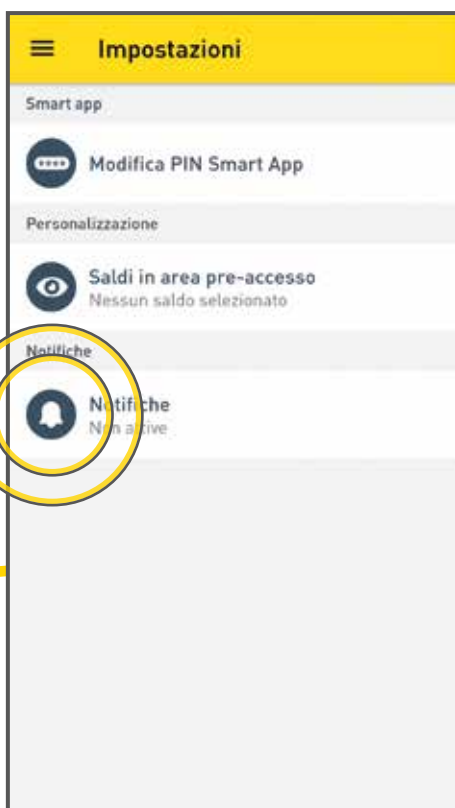 Impostazioni
Smart app
Modifica PIN Smart App
Personalizzazione
Saldi in area pre-accesso
Nessun saldo selezionato
Notifiche
Notifiche
Non attive